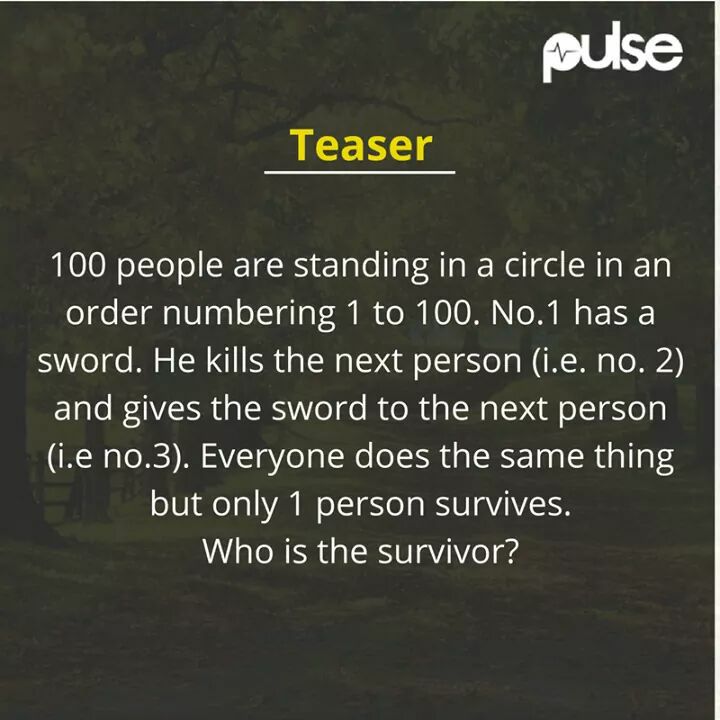 pulse
Teaser
100 people are standing in a circle in an
order numbering 1 to 100. No.1 has a
sword. He kills the next person (i.e. no. 2)
and gives the sword to the next person
(i.e no.3). Everyone does the same thing
but only 1 person survives.
Who is the survivor?